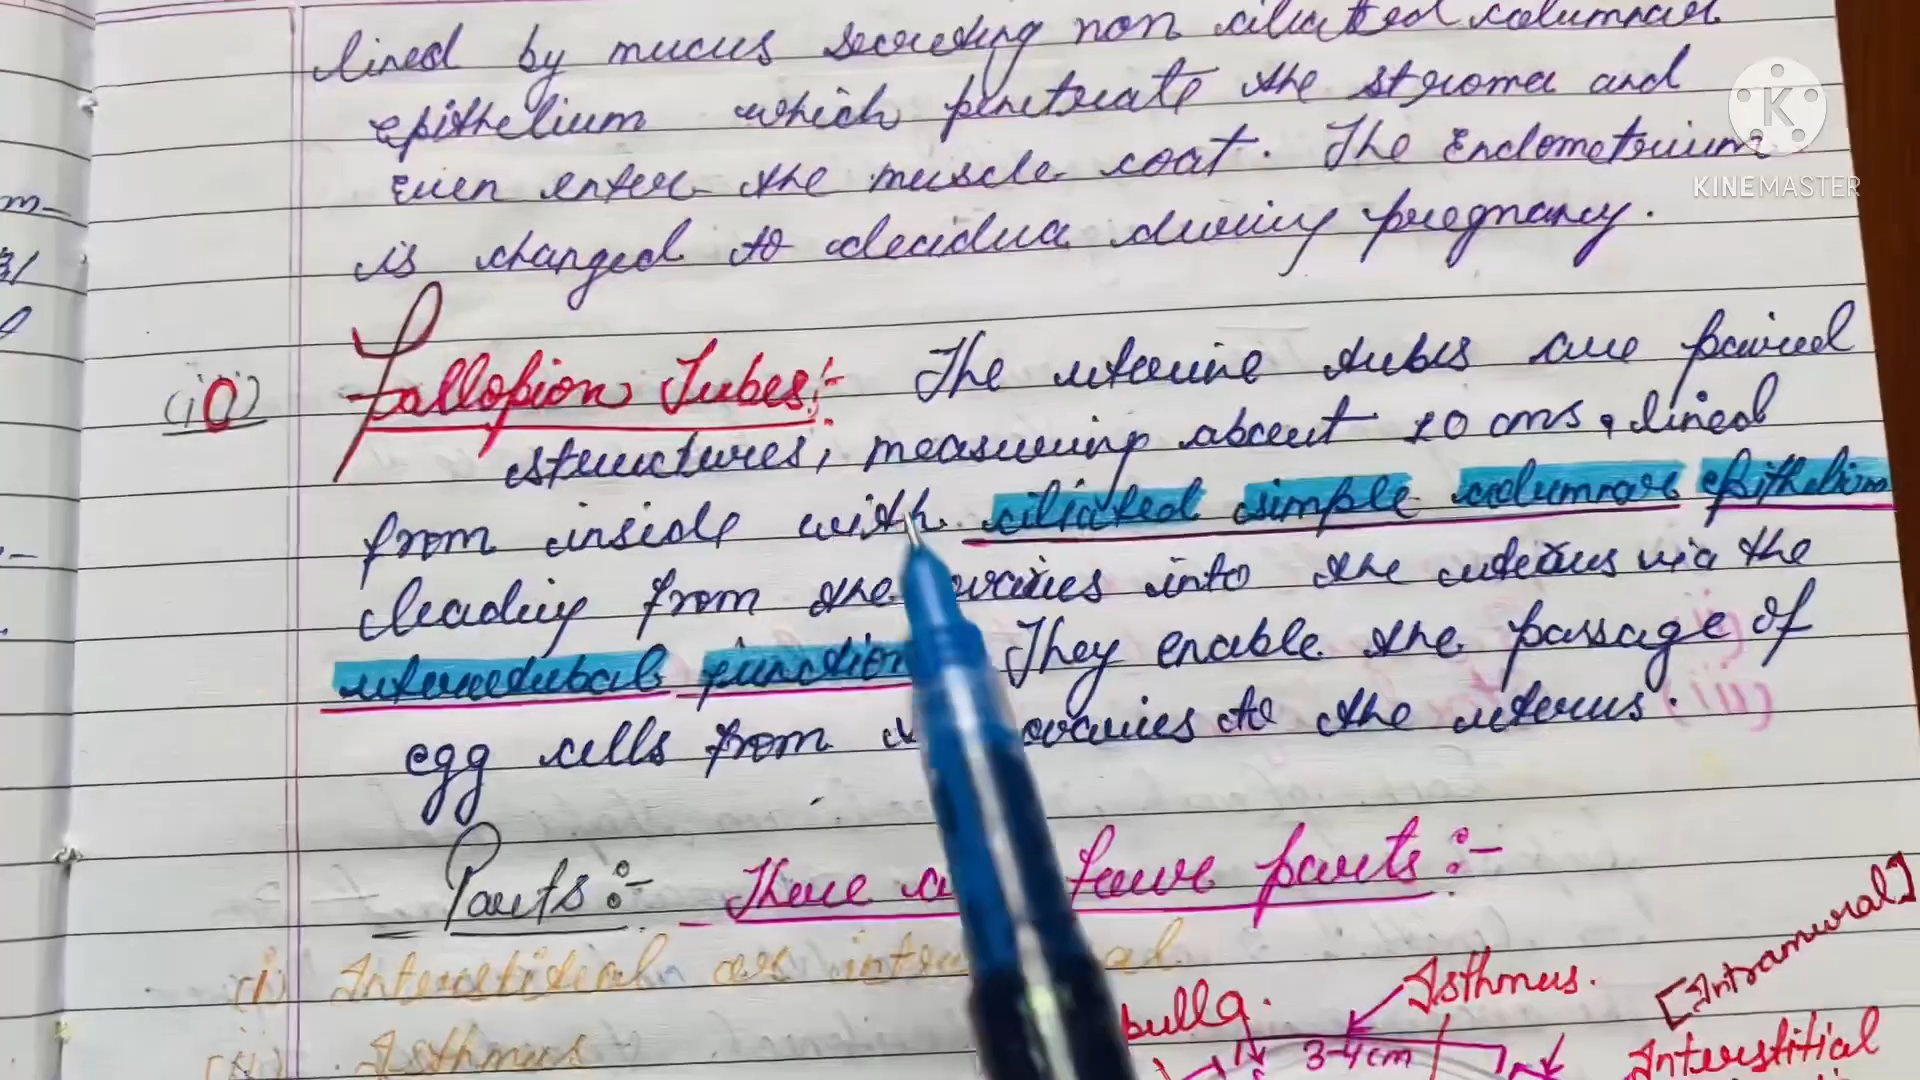 lined by mucus secreting non ciliated columnar
epithelium which penetrate the stroma and
even enter the muscle coat. The Endometrium
is changed to decidua during pregnancy.
Fallopion Tubes:- The uterine tubes are paired
structures, measuring about 10 cms, lined
from inside with ciliated simple columnar epithelium
leading from the ovaries into the uterus via the
uterotubal junction They enable the passage of
egg cells from ovaries to the uterus.
Parts:- There four parts:-
(i) Interstitial or
Isthmus
Isthmus.
3-4cm
[Intramural]
Interstitial
K
KINEMASTER